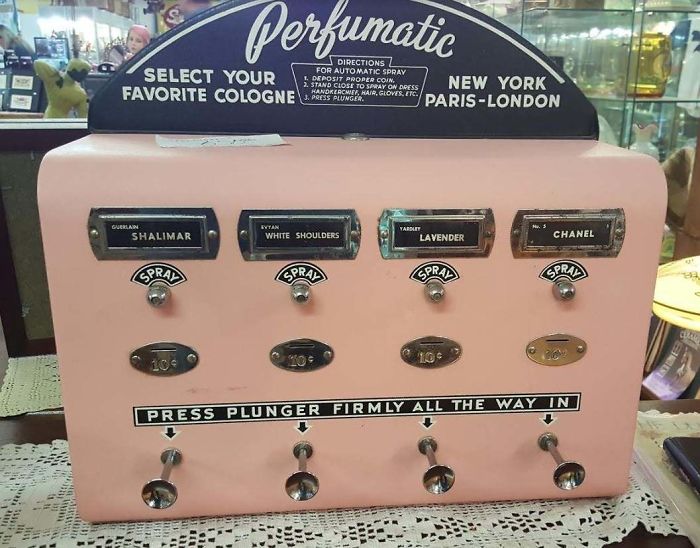 Perfumatic
DIRECTIONS
FOR AUTOMATIC SPRAY
1. DEPOSIT PROPER COIN.
2. STAND CLOSE TO SPRAY ON DRESS
HANDKERCHIEF, HAIR, GLOVES, ETC.
3. PRESS PLUNGER.
SELECT YOUR
FAVORITE COLOGNE
NEW YORK
PARIS-LONDON
GUERLAIN
SHALIMAR
EVYAN
WHITE SHOULDERS
YARDLEY
LAVENDER
No. 5
CHANEL
SPRAY
SPRAY
SPRAY
SPRAY
10¢
10¢
10¢
10¢
PRESS PLUNGER FIRMLY ALL THE WAY IN